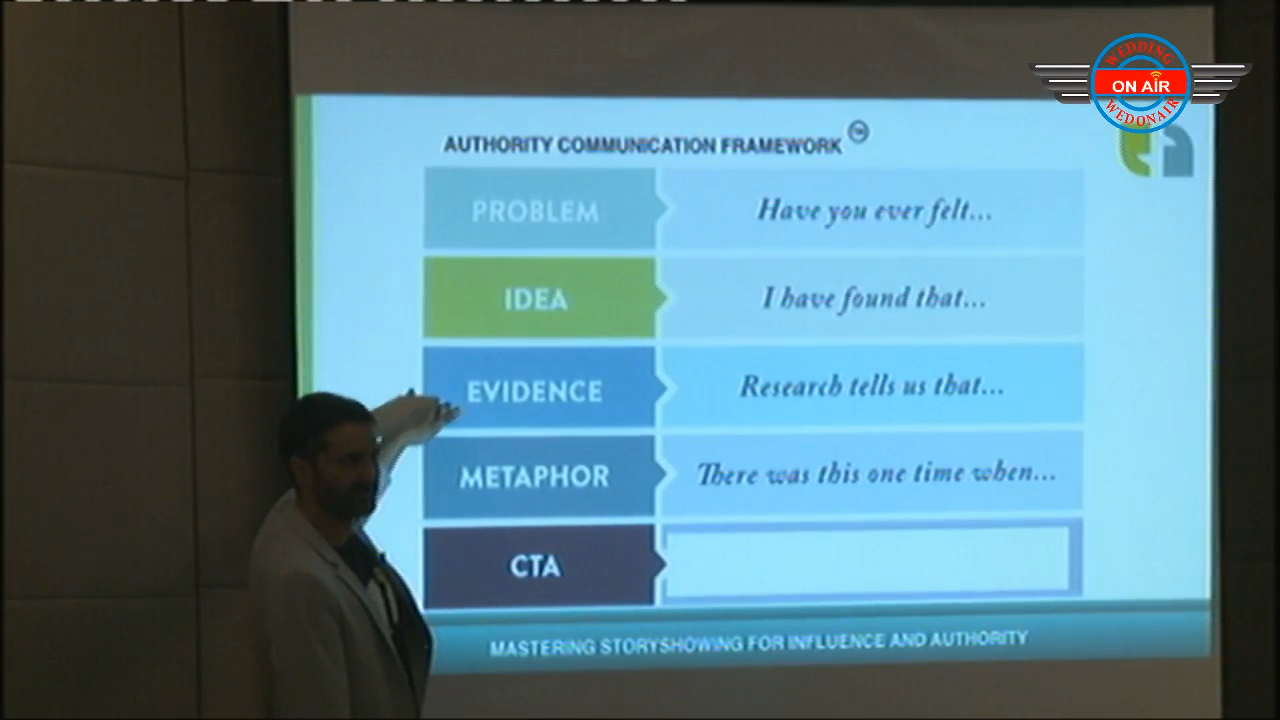 WEDDING
ON AIR
WEDONAIR
AUTHORITY COMMUNICATION FRAMEWORK ™
PROBLEM
Have you ever felt...
IDEA
I have found that...
EVIDENCE
Research tells us that...
METAPHOR
There was this one time when...
CTA
MASTERING STORYSHOWING FOR INFLUENCE AND AUTHORITY